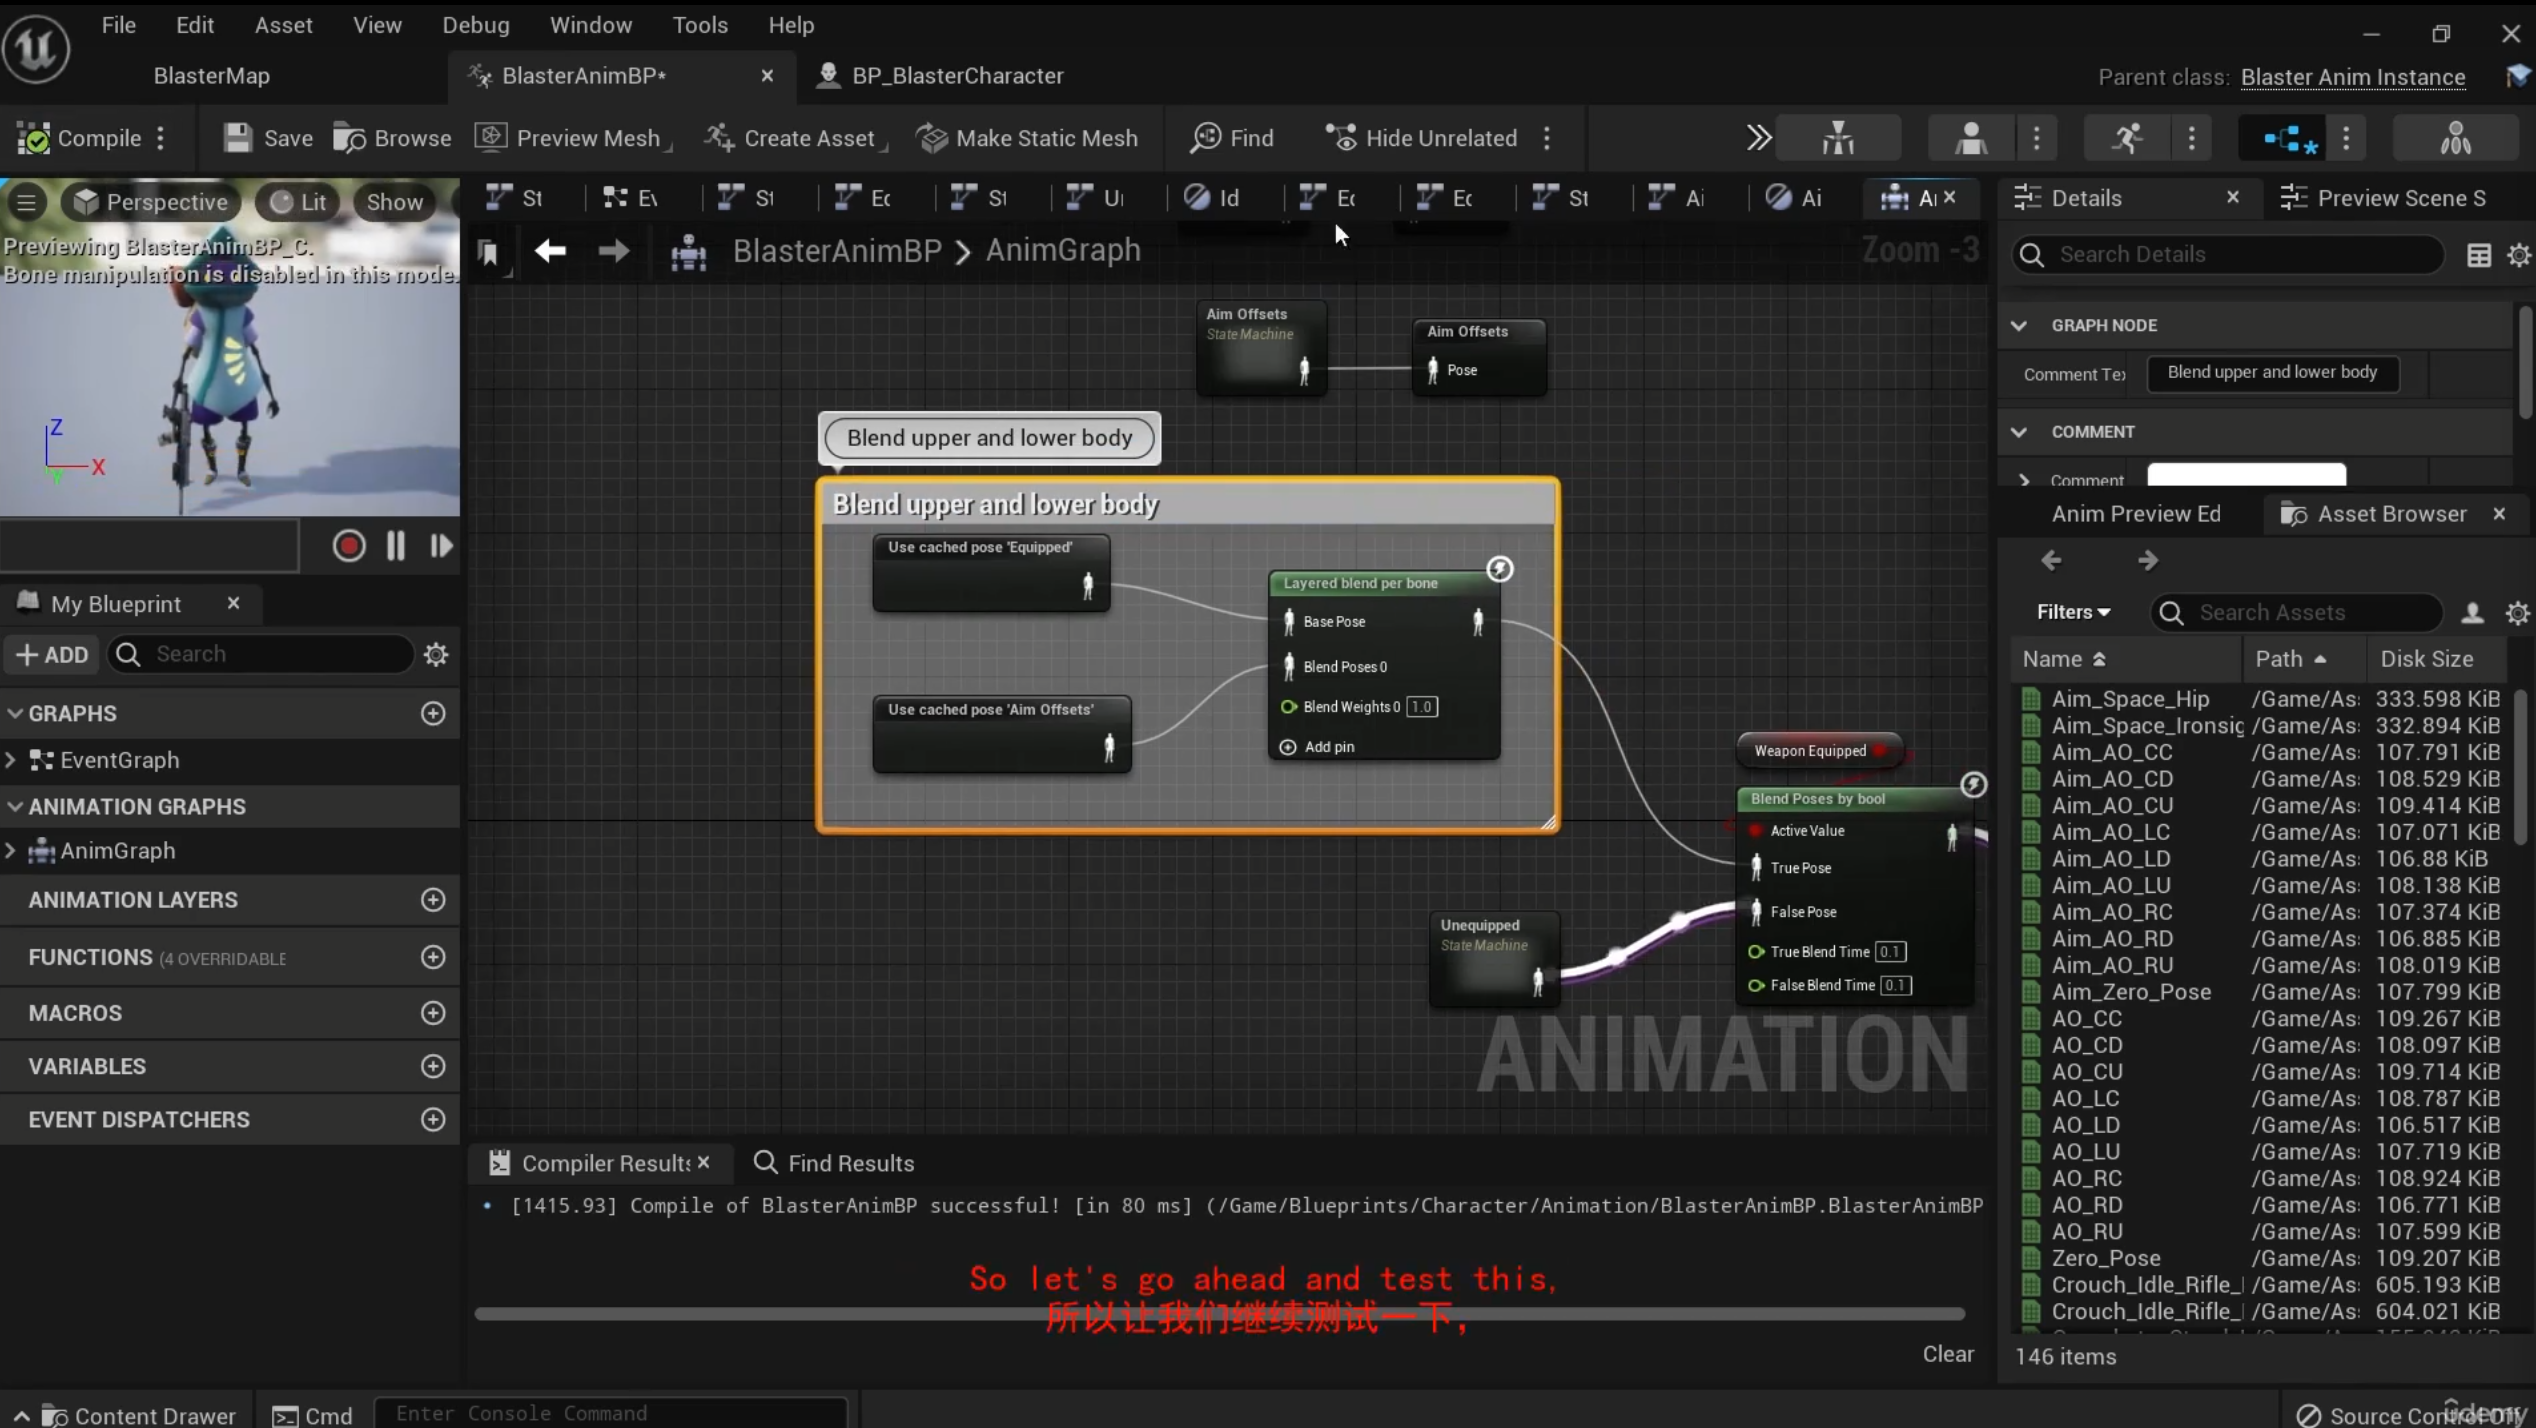 File Edit Asset View Debug Window Tools Help
BlasterMap BlasterAnimBP* BP_BlasterCharacter Parent class: Blaster Anim Instance
Compile Save Browse Preview Mesh Create Asset Make Static Mesh Find Hide Unrelated
Perspective Lit Show
Previewing BlasterAnimBP_C.
Bone manipulation is disabled in this mode.
Z
X
Y
My Blueprint
ADD Search
GRAPHS
EventGraph
ANIMATION GRAPHS
AnimGraph
ANIMATION LAYERS
FUNCTIONS (4 OVERRIDABLE
MACROS
VARIABLES
EVENT DISPATCHERS
St Ev St Ec St Ui Id Ec Ec St Ai Ai
BlasterAnimBP > AnimGraph Zoom -3
Aim Offsets
State Machine
Aim Offsets
Pose
Blend upper and lower body
Blend upper and lower body
Use cached pose 'Equipped'
Use cached pose 'Aim Offsets'
Layered blend per bone
Base Pose
Blend Poses 0
Blend Weights 0 1.0
Add pin
Weapon Equipped
Blend Poses by bool
Active Value
True Pose
False Pose
True Blend Time 0.1
False Blend Time 0.1
Unequipped
State Machine
ANIMATION
Compiler Results Find Results
[1415.93] Compile of BlasterAnimBP successful! [in 80 ms] (/Game/Blueprints/Character/Animation/BlasterAnimBP.BlasterAnimBP
So let's go ahead and test this,
所以让我们继续测试一下,
Clear
Details Preview Scene S
Search Details
GRAPH NODE
Comment Te Blend upper and lower body
COMMENT
Comment
Anim Preview Ed Asset Browser
Filters Search Assets
Name Path Disk Size
Aim_Space_Hip /Game/As 333.598 KiB
Aim_Space_Ironsig /Game/As 332.894 KiB
Aim_AO_CC /Game/As 107.791 KiB
Aim_AO_CD /Game/As 108.529 KiB
Aim_AO_CU /Game/As 109.414 KiB
Aim_AO_LC /Game/As 107.071 KiB
Aim_AO_LD /Game/As 106.88 KiB
Aim_AO_LU /Game/As 108.138 KiB
Aim_AO_RC /Game/As 107.374 KiB
Aim_AO_RD /Game/As 106.885 KiB
Aim_AO_RU /Game/As 108.019 KiB
Aim_Zero_Pose /Game/As 107.799 KiB
AO_CC /Game/As 109.267 KiB
AO_CD /Game/As 108.097 KiB
AO_CU /Game/As 109.714 KiB
AO_LC /Game/As 108.787 KiB
AO_LD /Game/As 106.517 KiB
AO_LU /Game/As 107.719 KiB
AO_RC /Game/As 108.924 KiB
AO_RD /Game/As 106.771 KiB
AO_RU /Game/As 107.599 KiB
Zero_Pose /Game/As 109.207 KiB
Crouch_Idle_Rifle_ /Game/As 605.193 KiB
Crouch_Idle_Rifle_ /Game/As 604.021 KiB
146 items
Content Drawer Cmd Enter Console Command Source Control Off
udemy